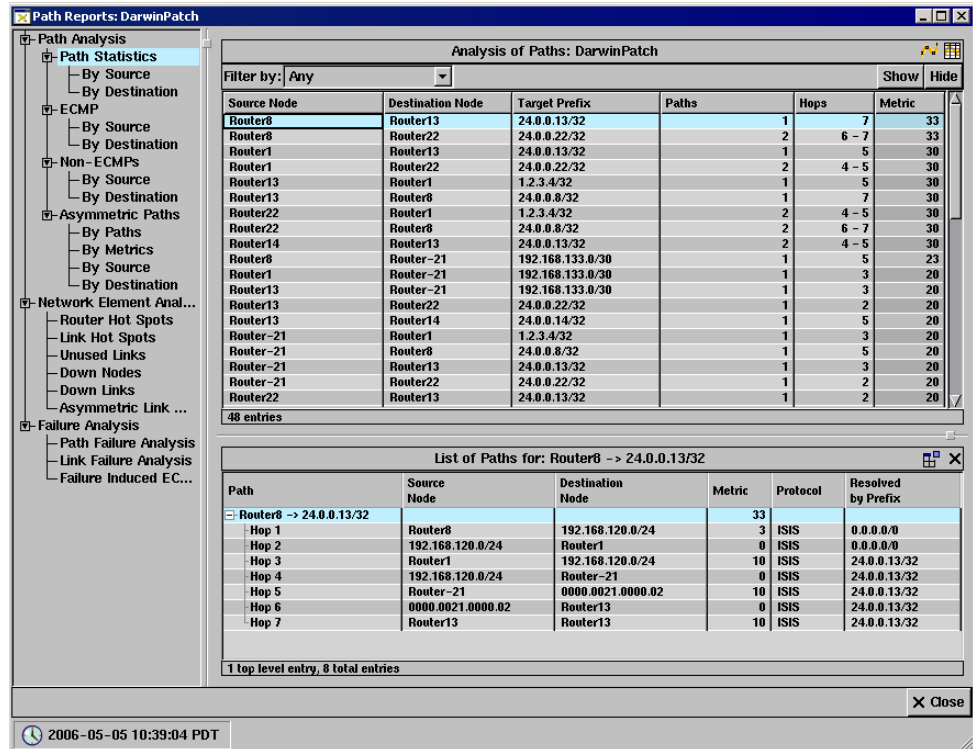 Path Reports: DarwinPatch
Path Analysis
Path Statistics
By Source
By Destination
ECMP
By Source
By Destination
Non-ECMPs
By Source
By Destination
Asymmetric Paths
By Paths
By Metrics
By Source
By Destination
Network Element Anal...
Router Hot Spots
Link Hot Spots
Unused Links
Down Nodes
Down Links
Asymmetric Link ...
Failure Analysis
Path Failure Analysis
Link Failure Analysis
Failure Induced EC...
Analysis of Paths: DarwinPatch
Filter by: Any Show Hide
Source Node Destination Node Target Prefix Paths Hops Metric
Router8 Router13 24.0.0.13/32 1 7 33
Router8 Router22 24.0.0.22/32 2 6 - 7 33
Router1 Router13 24.0.0.13/32 1 5 30
Router1 Router22 24.0.0.22/32 2 4 - 5 30
Router13 Router1 1.2.3.4/32 1 5 30
Router13 Router8 24.0.0.8/32 1 7 30
Router22 Router1 1.2.3.4/32 2 4 - 5 30
Router22 Router8 24.0.0.8/32 2 6 - 7 30
Router14 Router13 24.0.0.13/32 2 4 - 5 30
Router8 Router-21 192.168.133.0/30 1 5 23
Router1 Router-21 192.168.133.0/30 1 3 20
Router13 Router-21 192.168.133.0/30 1 3 20
Router13 Router22 24.0.0.22/32 1 2 20
Router13 Router14 24.0.0.14/32 1 5 20
Router-21 Router1 1.2.3.4/32 1 3 20
Router-21 Router8 24.0.0.8/32 1 5 20
Router-21 Router13 24.0.0.13/32 1 3 20
Router-21 Router22 24.0.0.22/32 1 2 20
Router22 Router13 24.0.0.13/32 1 2 20
48 entries
List of Paths for: Router8 -> 24.0.0.13/32
Path Source Node Destination Node Metric Protocol Resolved by Prefix
Router8 -> 24.0.0.13/32 33
Hop 1 Router8 192.168.120.0/24 3 ISIS 0.0.0.0/0
Hop 2 192.168.120.0/24 Router1 0 ISIS 0.0.0.0/0
Hop 3 Router1 192.168.120.0/24 10 ISIS 24.0.0.13/32
Hop 4 192.168.120.0/24 Router-21 0 ISIS 24.0.0.13/32
Hop 5 Router-21 0000.0021.0000.02 10 ISIS 24.0.0.13/32
Hop 6 0000.0021.0000.02 Router13 0 ISIS 24.0.0.13/32
Hop 7 Router13 Router13 10 ISIS 24.0.0.13/32
1 top level entry, 8 total entries
Close
2006-05-05 10:39:04 PDT